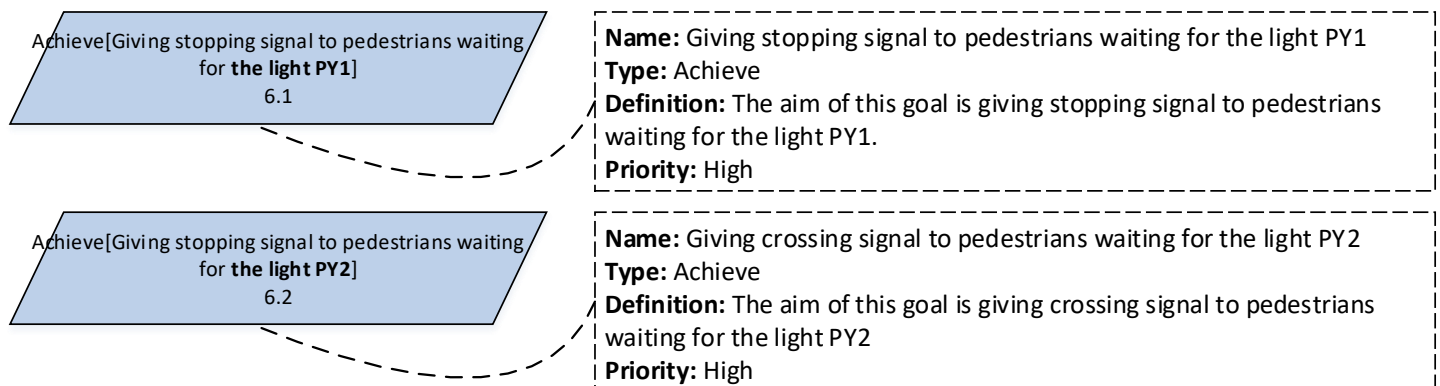 Achieve[Giving stopping signal to pedestrians waiting
for the light PY1]
6.1
Name: Giving stopping signal to pedestrians waiting for the light PY1
Type: Achieve
Definition: The aim of this goal is giving stopping signal to pedestrians
waiting for the light PY1.
Priority: High
Achieve[Giving stopping signal to pedestrians waiting
for the light PY2]
6.2
Name: Giving crossing signal to pedestrians waiting for the light PY2
Type: Achieve
Definition: The aim of this goal is giving crossing signal to pedestrians
waiting for the light PY2
Priority: High